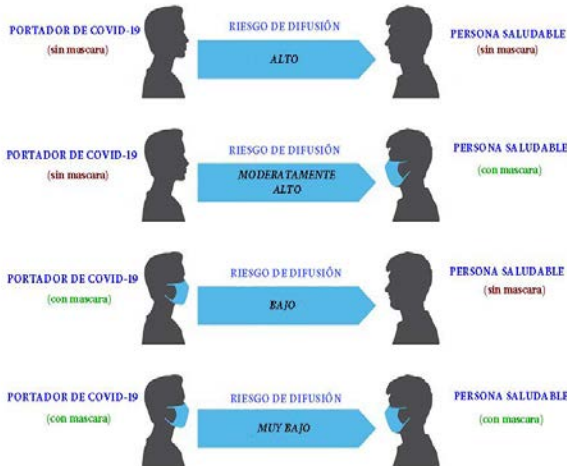 PORTADOR DE COVID-19
(sin mascara)
RIESGO DE DIFUSIÓN
ALTO
PERSONA SALUDABLE
(sin mascara)
PORTADOR DE COVID-19
(sin mascara)
RIESGO DE DIFUSIÓN
MODERATAMENTE
ALTO
PERSONA SALUDABLE
(con mascara)
PORTADOR DE COVID-19
(con mascara)
RIESGO DE DIFUSIÓN
BAJO
PERSONA SALUDABLE
(sin mascara)
PORTADOR DE COVID-19
(con mascara)
RIESGO DE DIFUSIÓN
MUY BAJO
PERSONA SALUDABLE
(con mascara)